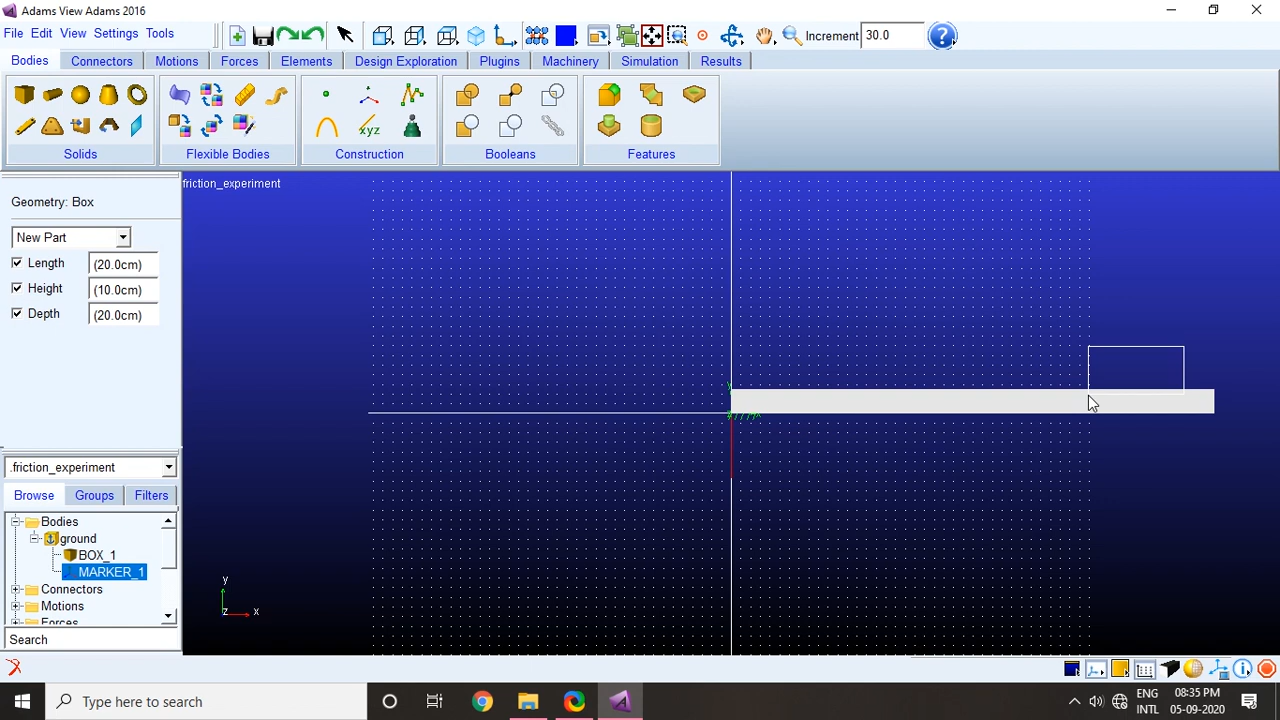 Adams View Adams 2016
File Edit View Settings Tools
Increment 30.0
Bodies Connectors Motions Forces Elements Design Exploration Plugins Machinery Simulation Results
xyz
Solids Flexible Bodies Construction Booleans Features
Geometry: Box
New Part
Length (20.0cm)
Height (10.0cm)
Depth (20.0cm)
friction_experiment
.friction_experiment
Browse Groups Filters
Bodies
ground
BOX_1
MARKER_1
Connectors
Motions
Forces
Search
y
z x
Type here to search
ENG
INTL
08:35 PM
05-09-2020